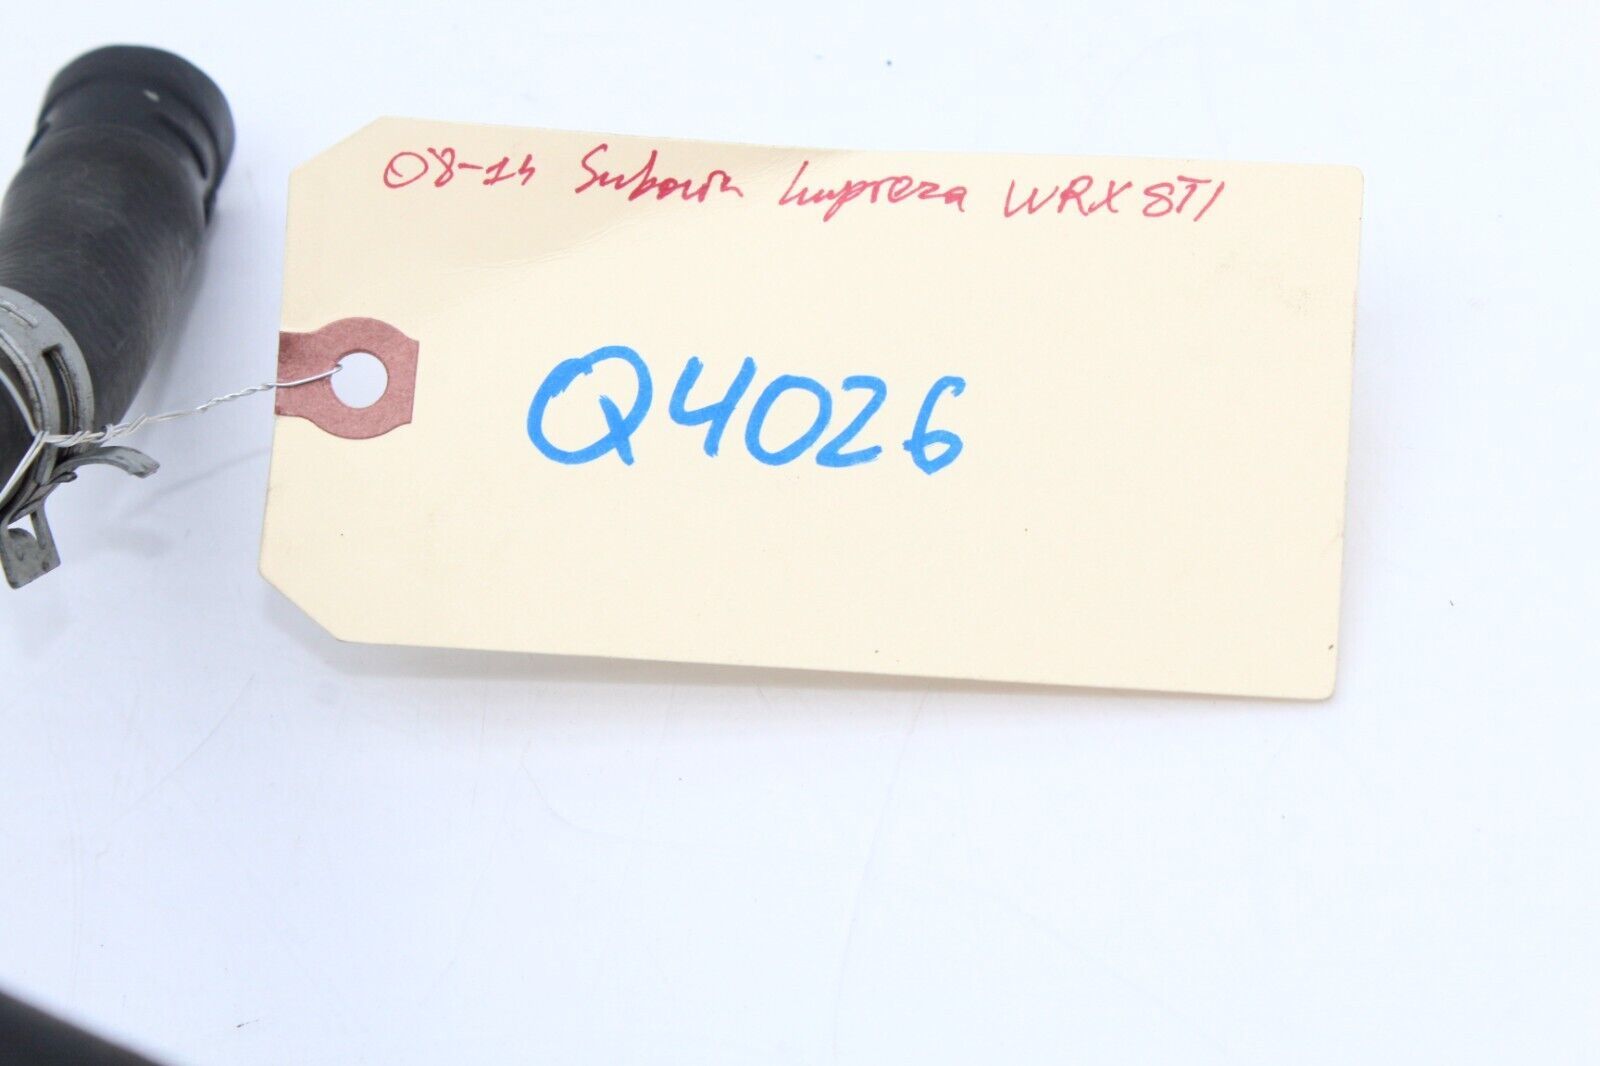 08-14 Subaru Impreza WRX STI
Q4026